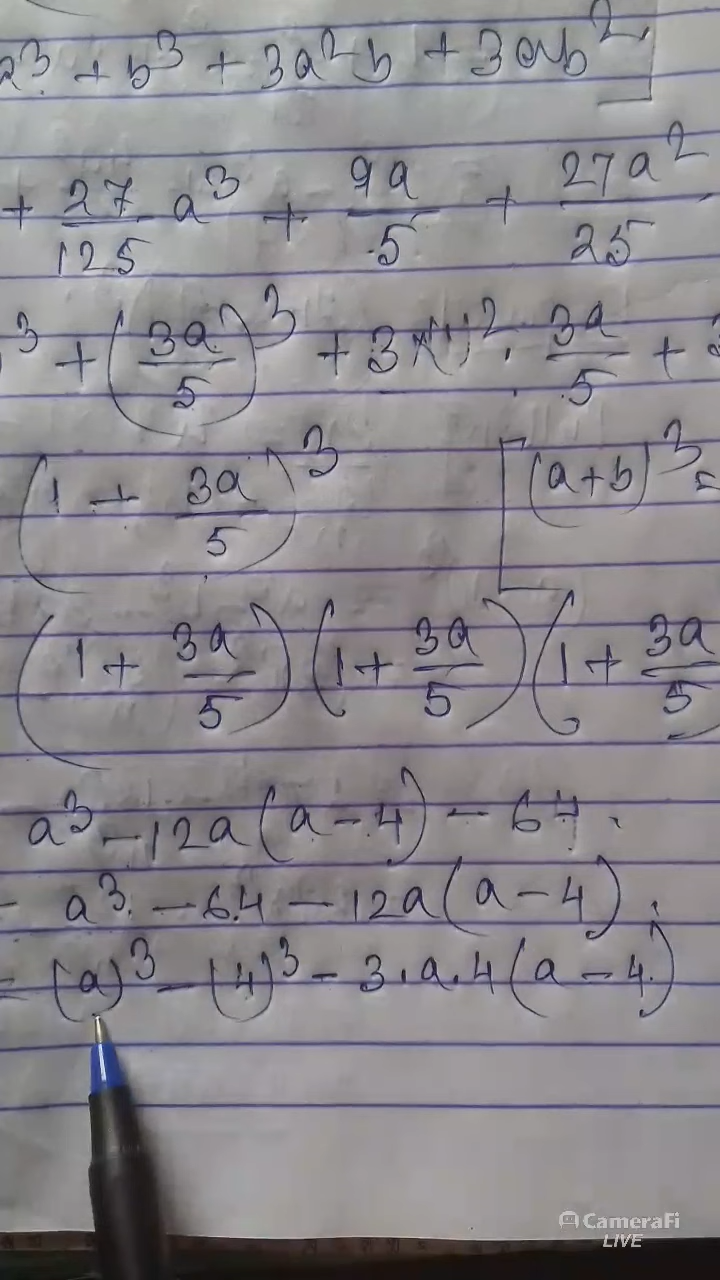 a³ + b³ + 3a²b + 3ab²]
+ 27/125 a³ + 9a/5 + 27a²/25
³ + (3a/5)³ + 3×(1)² · 3a/5 +
(1 + 3a/5)³ [(a+b)³ =
(1 + 3a/5)(1 + 3a/5)(1 + 3a/5
a³ - 12a(a - 4) - 64.
- a³ - 64 - 12a(a - 4).
= (a)³ - (4)³ - 3.a.4(a - 4)
CameraFi
LIVE